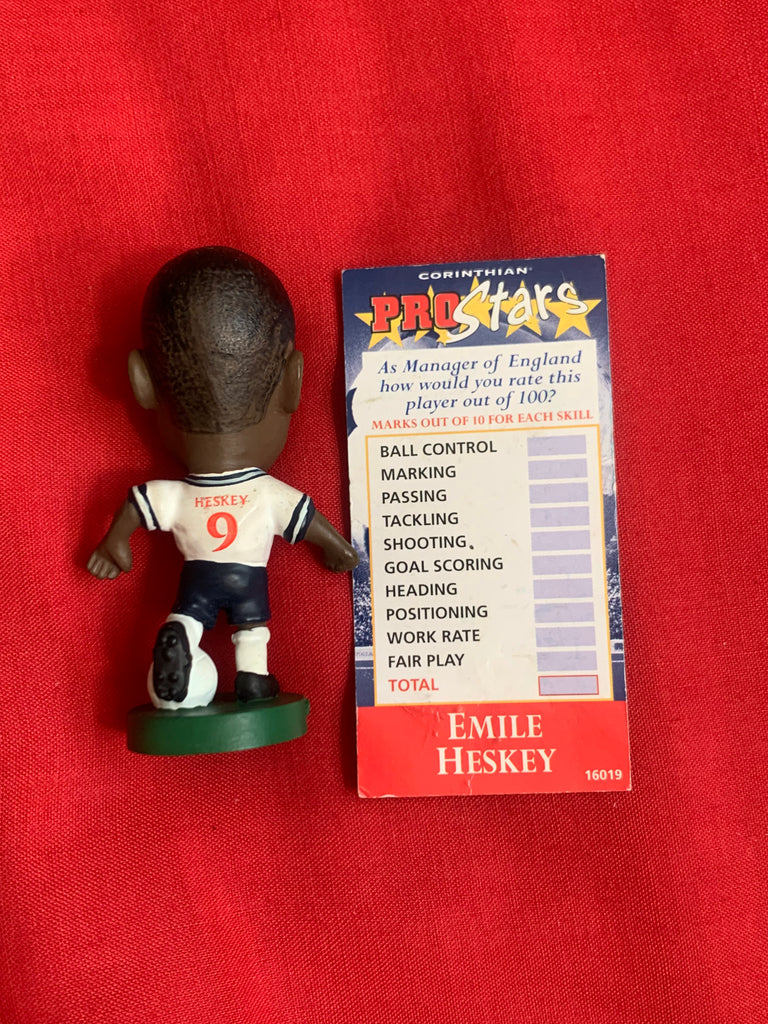 HESKEY
9
CORINTHIAN
PROStars
As Manager of England
how would you rate this
player out of 100?
MARKS OUT OF 10 FOR EACH SKILL
BALL CONTROL
MARKING
PASSING
TACKLING
SHOOTING
GOAL SCORING
HEADING
POSITIONING
WORK RATE
FAIR PLAY
TOTAL
EMILE
HESKEY
16019